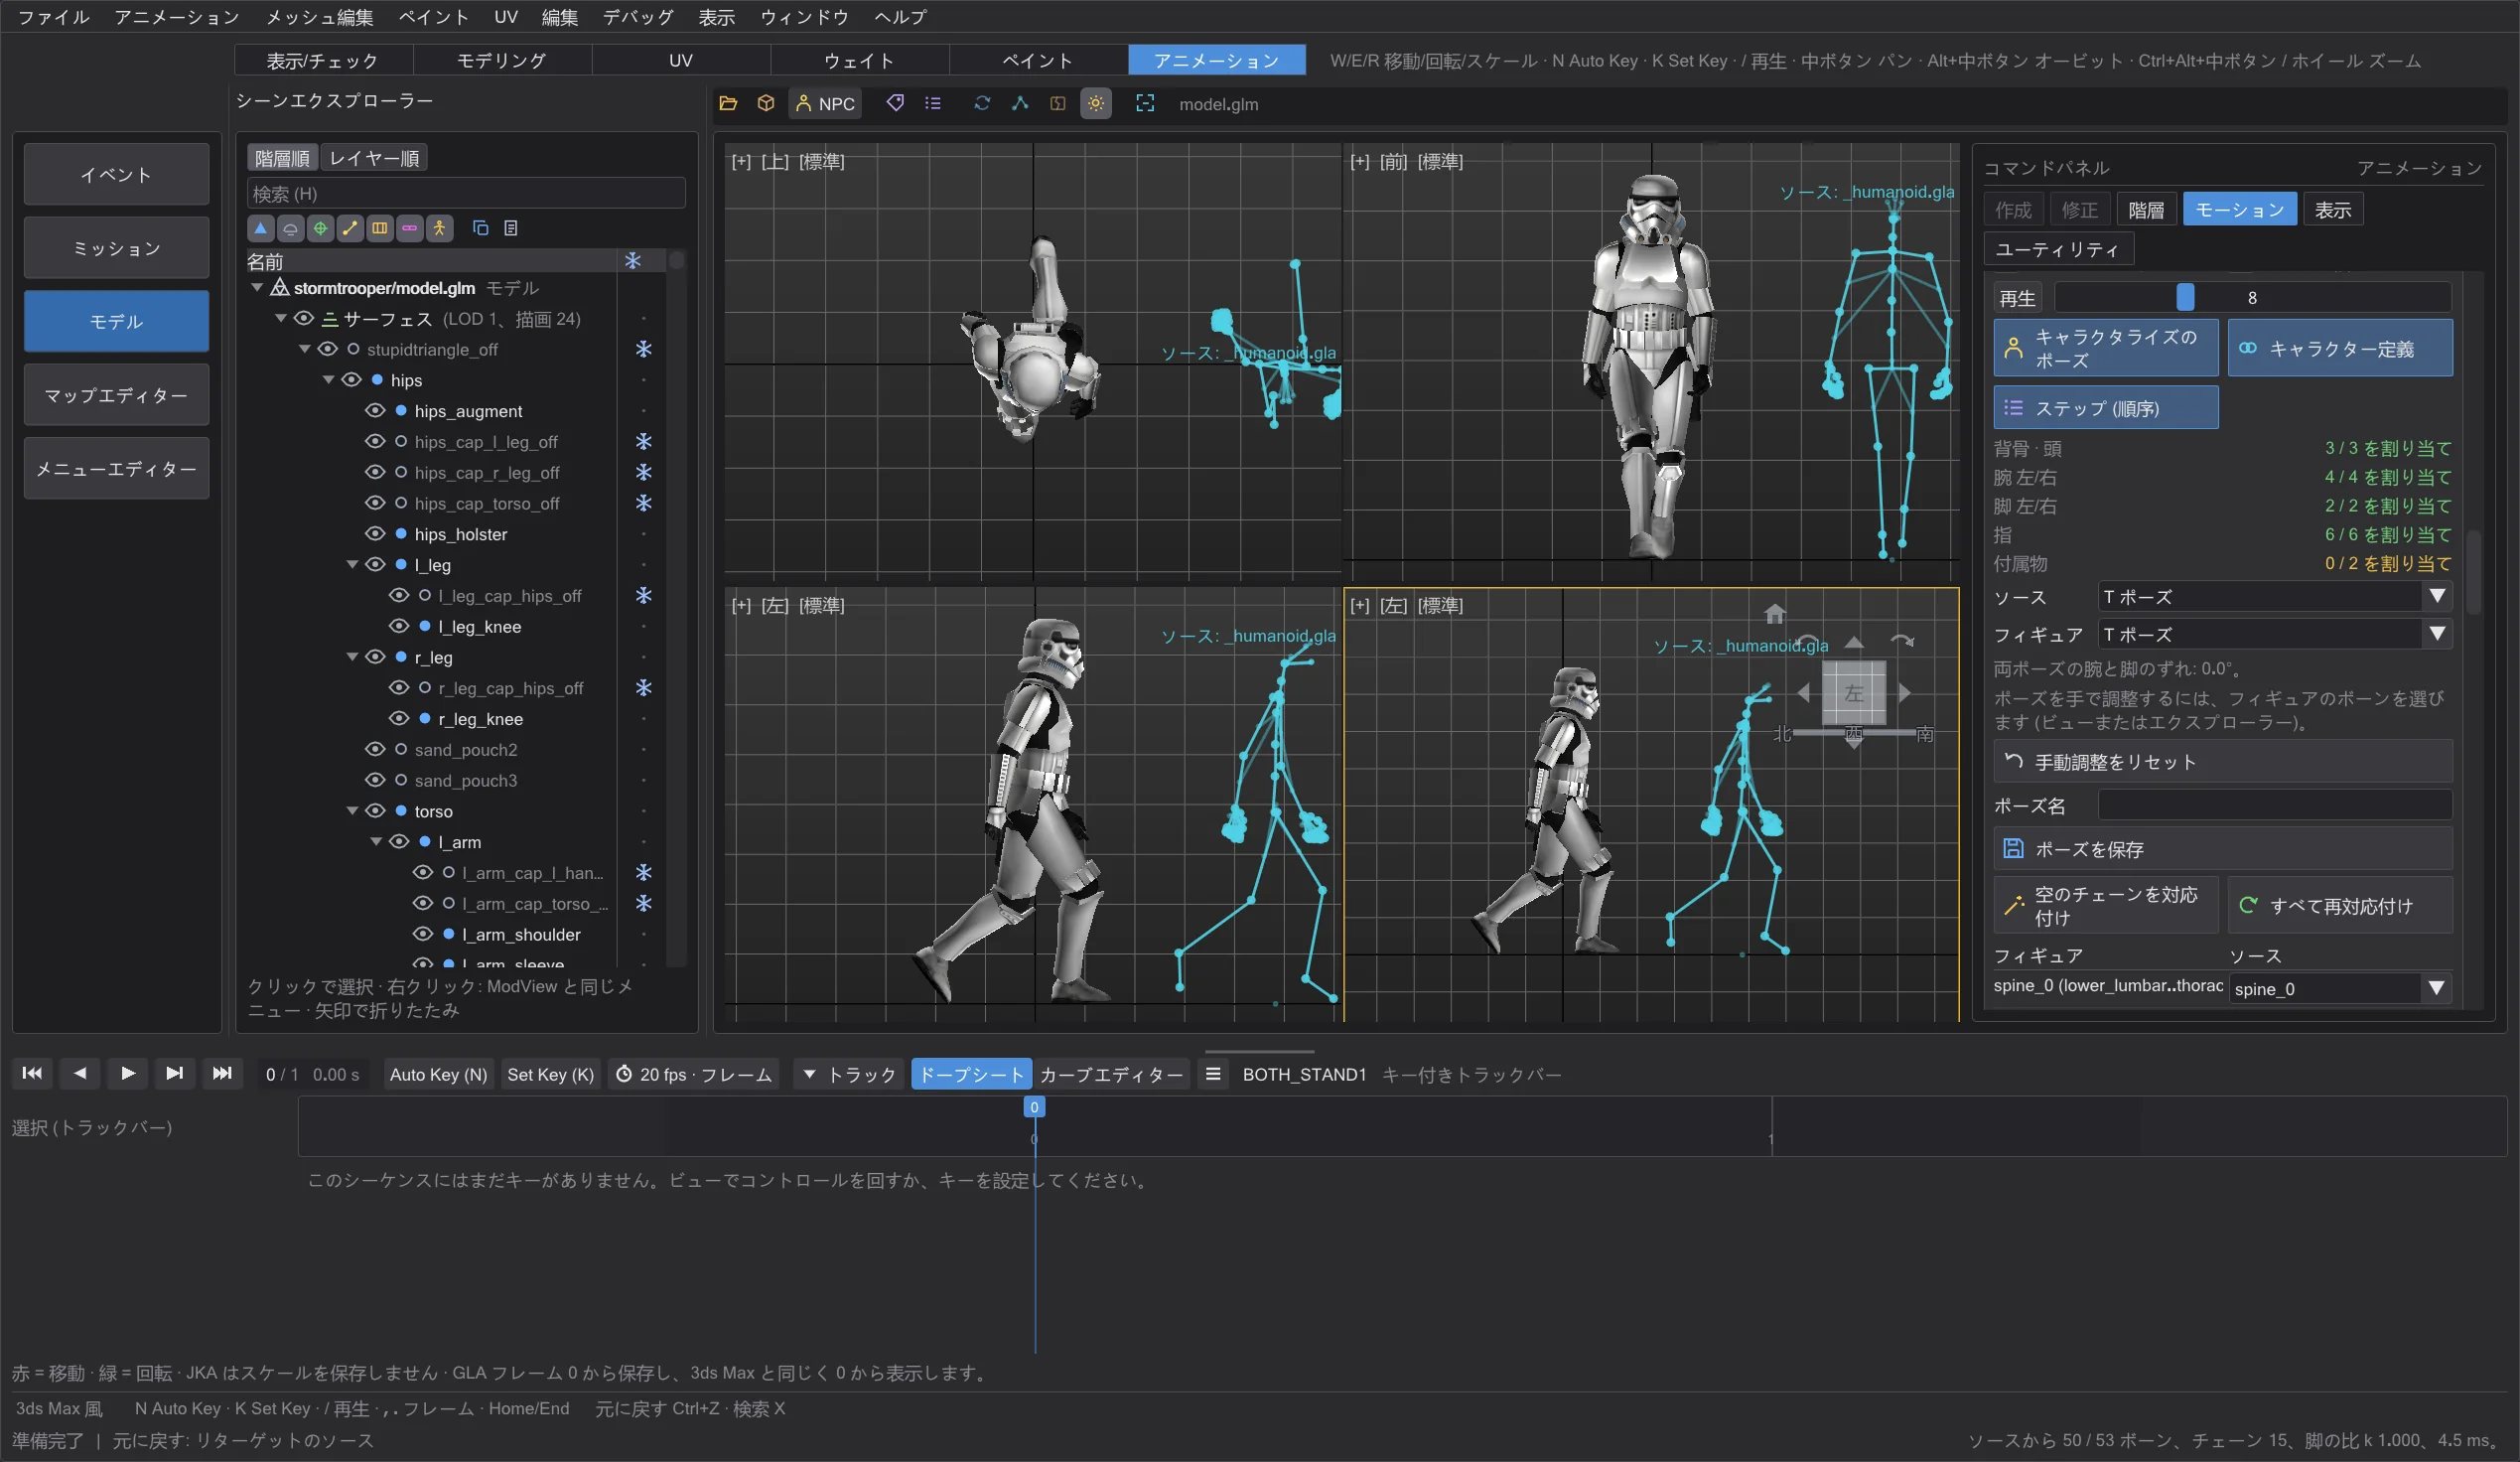 ファイル アニメーション メッシュ編集 ペイント UV 編集 デバッグ 表示 ウィンドウ ヘルプ
表示/チェック モデリング UV ウェイト ペイント アニメーション W/E/R 移動/回転/スケール · N Auto Key · K Set Key · / 再生 · 中ボタン パン · Alt+中ボタン オービット · Ctrl+Alt+中ボタン / ホイール ズーム
シーンエクスプローラー
NPC model.glm
イベント
ミッション
モデル
マップエディター
メニューエディター
階層順 レイヤー順
検索 (H)
名前
stormtrooper/model.glm モデル
サーフェス (LOD 1、描画 24)
stupidtriangle_off
hips
hips_augment
hips_cap_l_leg_off
hips_cap_r_leg_off
hips_cap_torso_off
hips_holster
l_leg
l_leg_cap_hips_off
l_leg_knee
r_leg
r_leg_cap_hips_off
r_leg_knee
sand_pouch2
sand_pouch3
torso
l_arm
l_arm_cap_l_han...
l_arm_cap_torso_...
l_arm_shoulder
l_arm_sleeve
クリックで選択 · 右クリック: ModView と同じメ
ニュー · 矢印で折りたたみ
[+] [上] [標準]
ソース: _humanoid.gla
[+] [前] [標準]
ソース: _humanoid.gla
[+] [左] [標準]
ソース: _humanoid.gla
[+] [左] [標準]
ソース: _humanoid.gla
左
北 西 南
コマンドパネル アニメーション
作成 修正 階層 モーション 表示
ユーティリティ
再生 8
キャラクタライズの
ポーズ
キャラクター定義
ステップ (順序)
背骨 · 頭 3 / 3 を割り当て
腕 左/右 4 / 4 を割り当て
脚 左/右 2 / 2 を割り当て
指 6 / 6 を割り当て
付属物 0 / 2 を割り当て
ソース T ポーズ
フィギュア T ポーズ
両ポーズの腕と脚のずれ: 0.0°。
ポーズを手で調整するには、フィギュアのボーンを選び
ます (ビューまたはエクスプローラー)。
手動調整をリセット
ポーズ名
ポーズを保存
空のチェーンを対応
付け
すべて再対応付け
フィギュア ソース
spine_0 (lower_lumbar..thorac spine_0
0 / 1 0.00 s Auto Key (N) Set Key (K) 20 fps · フレーム トラック ドープシート カーブエディター BOTH_STAND1 キー付きトラックバー
0
選択 (トラックバー)
0 1
このシーケンスにはまだキーがありません。ビューでコントロールを回すか、キーを設定してください。
赤 = 移動 · 緑 = 回転 · JKA はスケールを保存しません · GLA フレーム 0 から保存し、3ds Max と同じく 0 から表示します。
3ds Max 風 N Auto Key · K Set Key · / 再生 · , . フレーム · Home/End 元に戻す Ctrl+Z · 検索 X
準備完了 | 元に戻す: リターゲットのソース
ソースから 50 / 53 ボーン、チェーン 15、脚の比 k 1.000、4.5 ms。